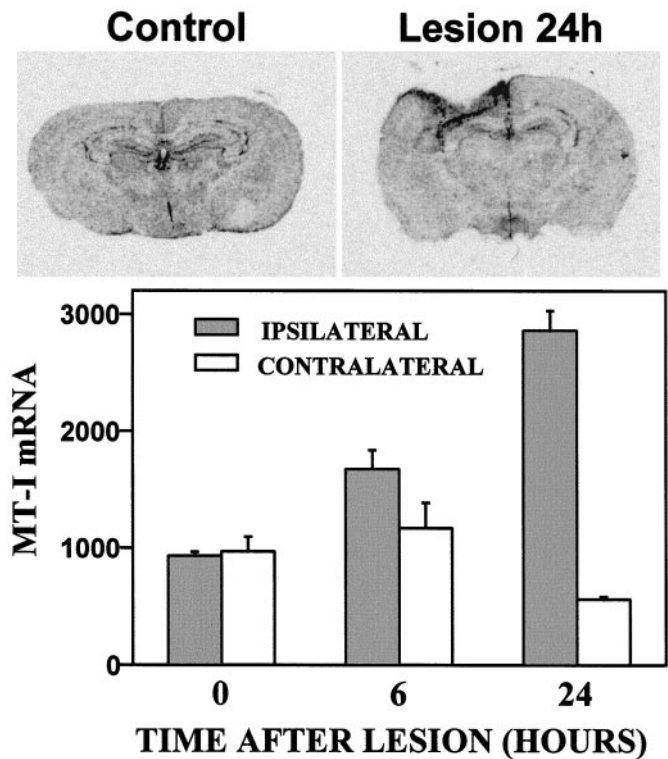 Control
Lesion 24h
3000
2000
1000
0
MT-I mRNA
IPSILATERAL
CONTRALATERAL
0 6 24
TIME AFTER LESION (HOURS)